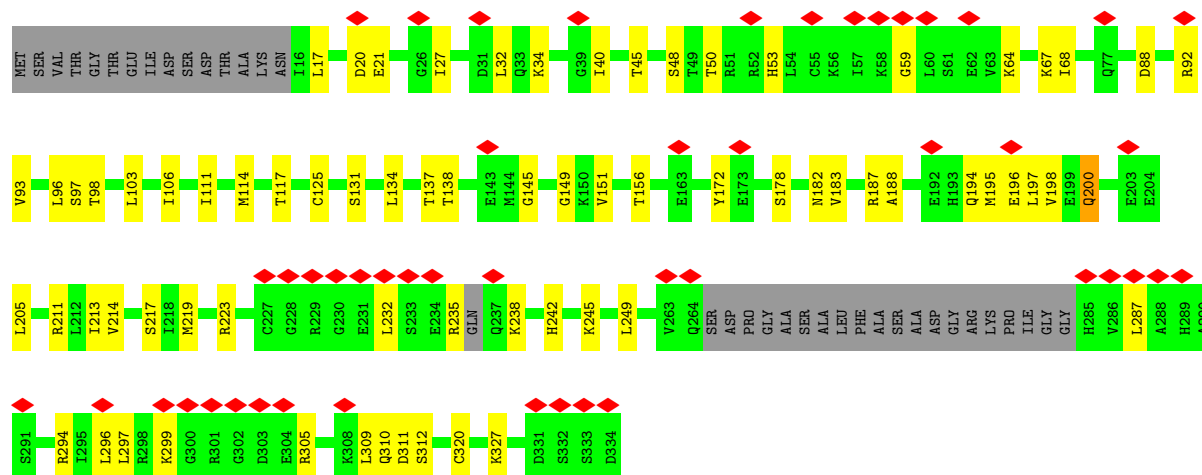 MET SER VAL THR GLY THR GLU ILE ASP SER ASP THR ALA LYS ASN I16 L17 D20 E21 G26 I27 D31 L32 Q33 K34 G39 I40 T45 S48 T49 T50 R51 R52 H53 L54 C55 K56 I57 K58 G59 L60 S61 E62 V63 K64 K67 I68 Q77 D88 R92
V93 L96 S97 T98 L103 I106 I111 M114 T117 C125 S131 L134 T137 T138 E143 M144 G145 G149 K150 V151 T156 E163 Y172 E173 S178 N182 V183 R187 A188 E192 H193 Q194 M195 E196 L197 V198 E199 Q200 E203 E204
L205 R211 L212 I213 V214 S217 I218 M219 R223 C227 G228 R229 G230 E231 L232 S233 E234 R235 GLN Q237 K238 H242 K245 L249 V263 Q264 SER ASP PRO GLY ALA SER ALA LEU PHE ALA SER ALA ASP GLY ARG LYS PRO ILE GLY GLY H285 V286 L287 A288 H289
S291 R294 I295 L296 L297 R298 K299 G300 R301 G302 D303 E304 R305 K308 L309 Q310 D311 S312 C320 K327 D331 S332 S333 D334